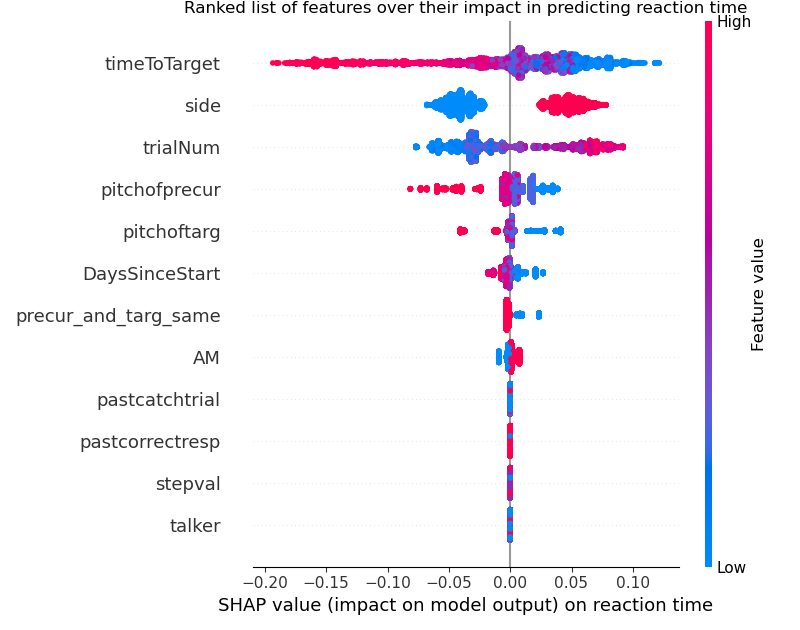 Ranked list of features over their impact in predicting reaction time
High
timeToTarget
side
trialNum
pitchofprecur
pitchoftarg
DaysSinceStart
precur_and_targ_same
AM
pastcatchtrial
pastcorrectresp
stepval
talker
Feature value
Low
−0.20 −0.15 −0.10 −0.05 0.00 0.05 0.10
SHAP value (impact on model output) on reaction time